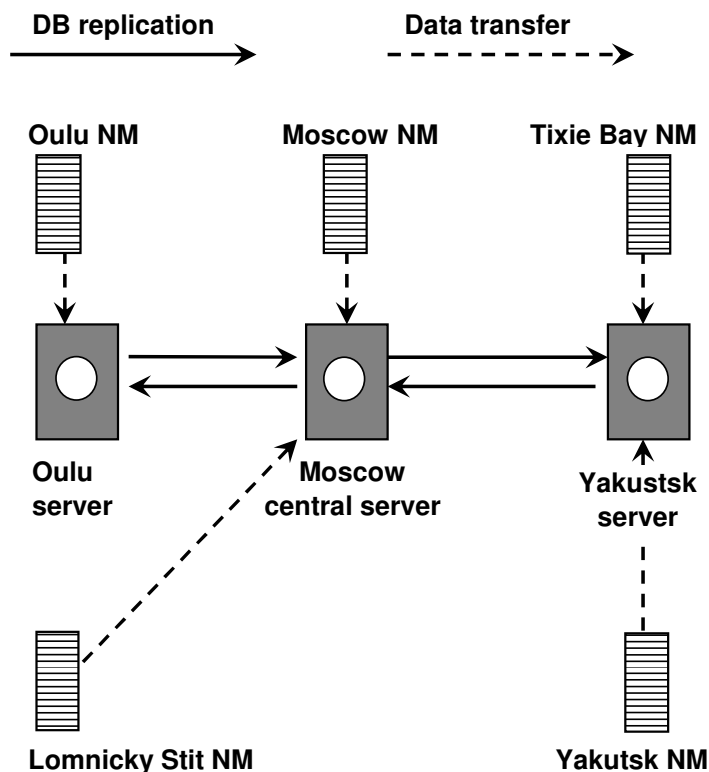 DB replication
Data transfer
Oulu NM
Moscow NM
Tixie Bay NM
Oulu
server
Moscow
central server
Yakustsk
server
Lomnicky Stit NM
Yakutsk NM